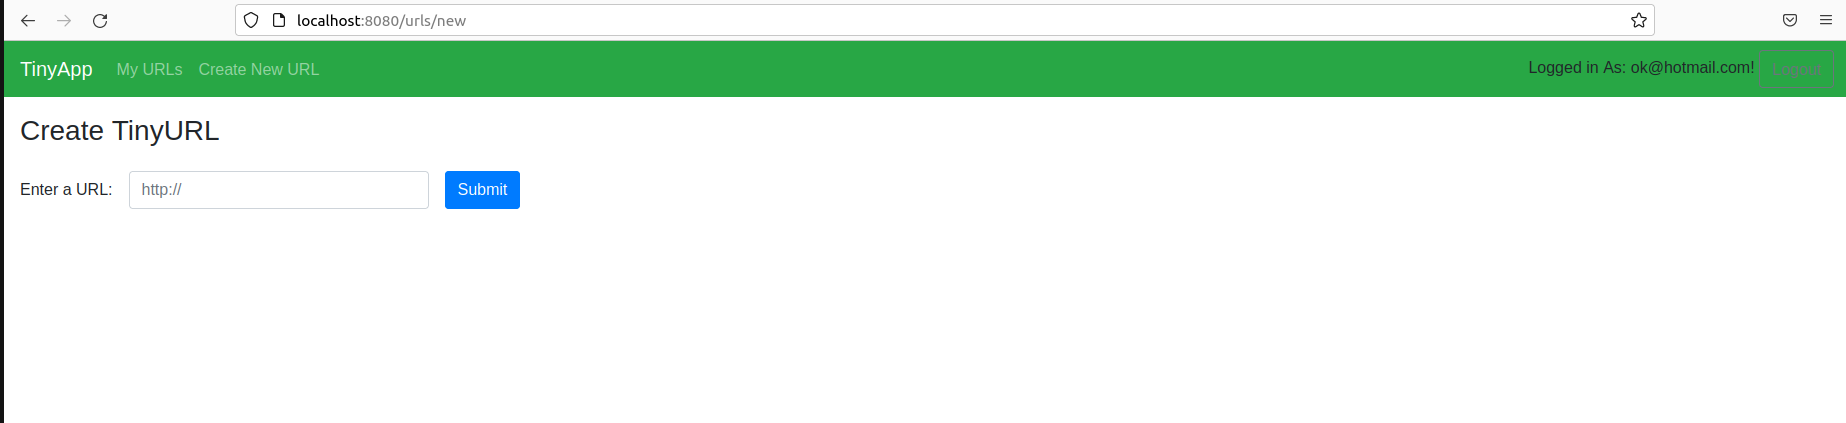 localhost:8080/urls/new
TinyApp My URLs Create New URL Logged in As: ok@hotmail.com! Logout
Create TinyURL
Enter a URL: http:// Submit